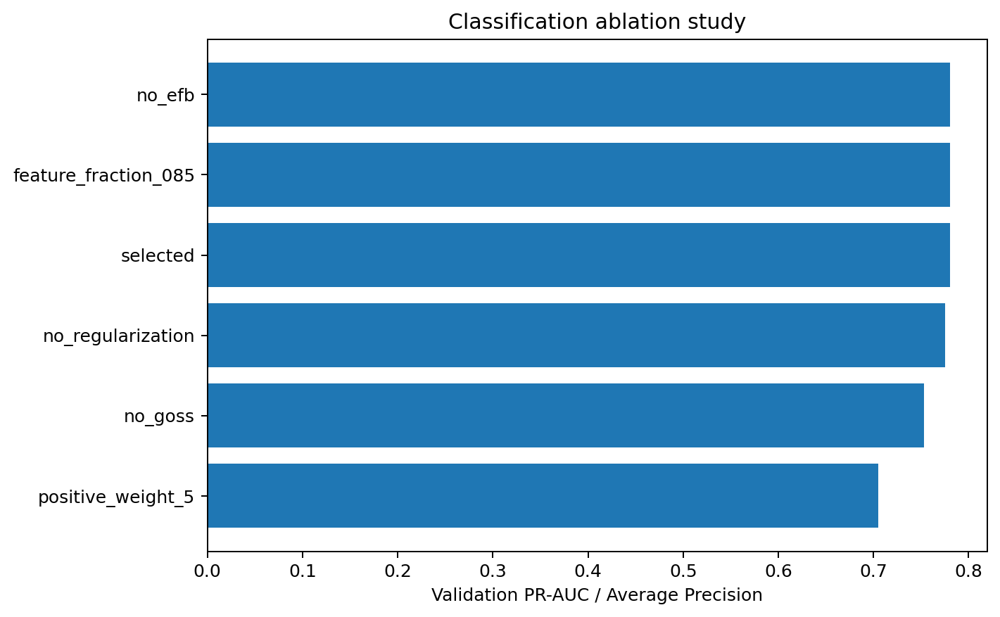 Classification ablation study
no_efb
feature_fraction_085
selected
no_regularization
no_goss
positive_weight_5
0.0 0.1 0.2 0.3 0.4 0.5 0.6 0.7 0.8
Validation PR-AUC / Average Precision